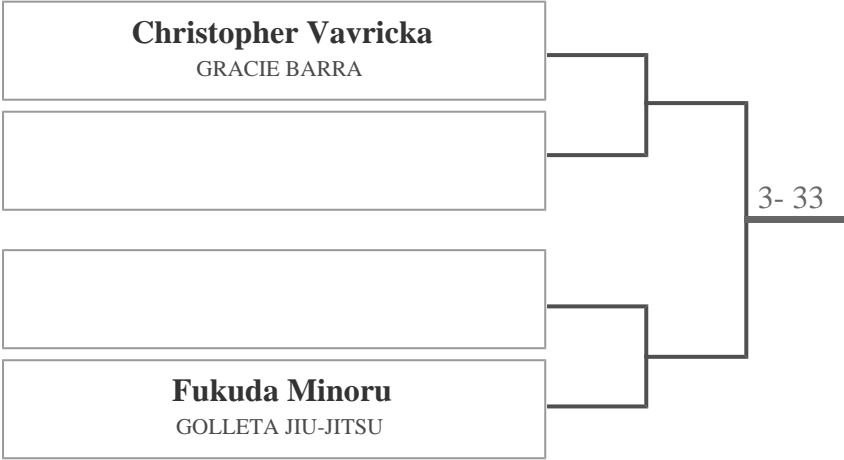 Christopher Vavricka
GRACIE BARRA
3- 33
Fukuda Minoru
GOLLETA JIU-JITSU